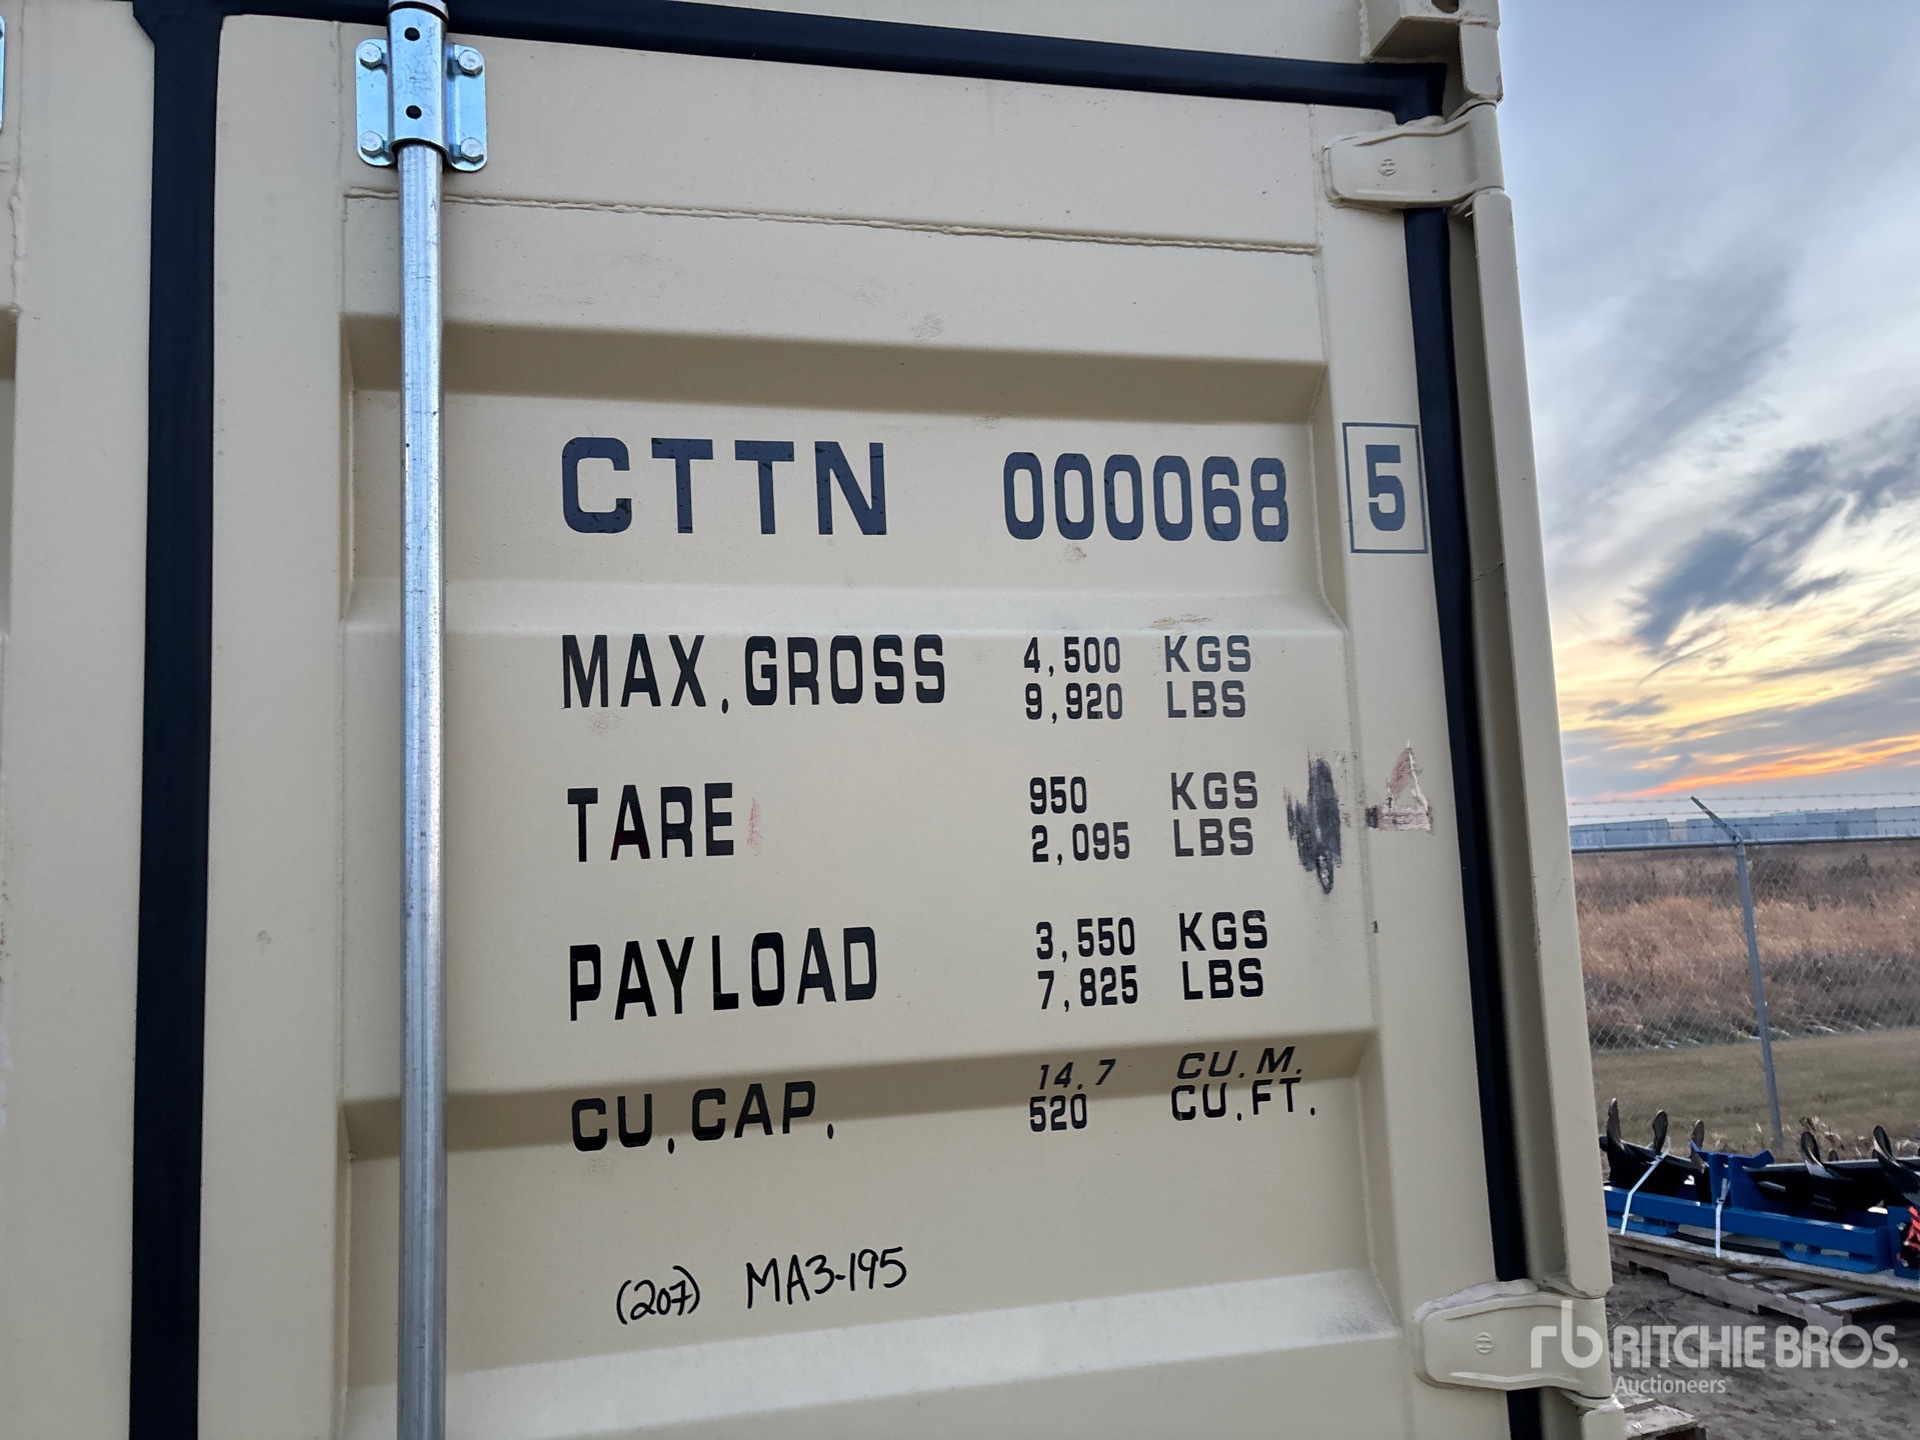 CTTN 000068 5
MAX.GROSS 4,500 KGS
9,920 LBS
TARE 950 KGS
2,095 LBS
PAYLOAD 3,550 KGS
7,825 LBS
CU.CAP. 14.7 CU.M.
520 CU.FT.
(207) MA3-195
rb RITCHIE BROS.
Auctioneers